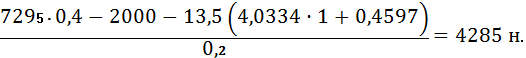 7295 · 0,4 − 2000 − 13,5 (4,0334 · 1 + 0,4597)
0,2
= 4285 н.